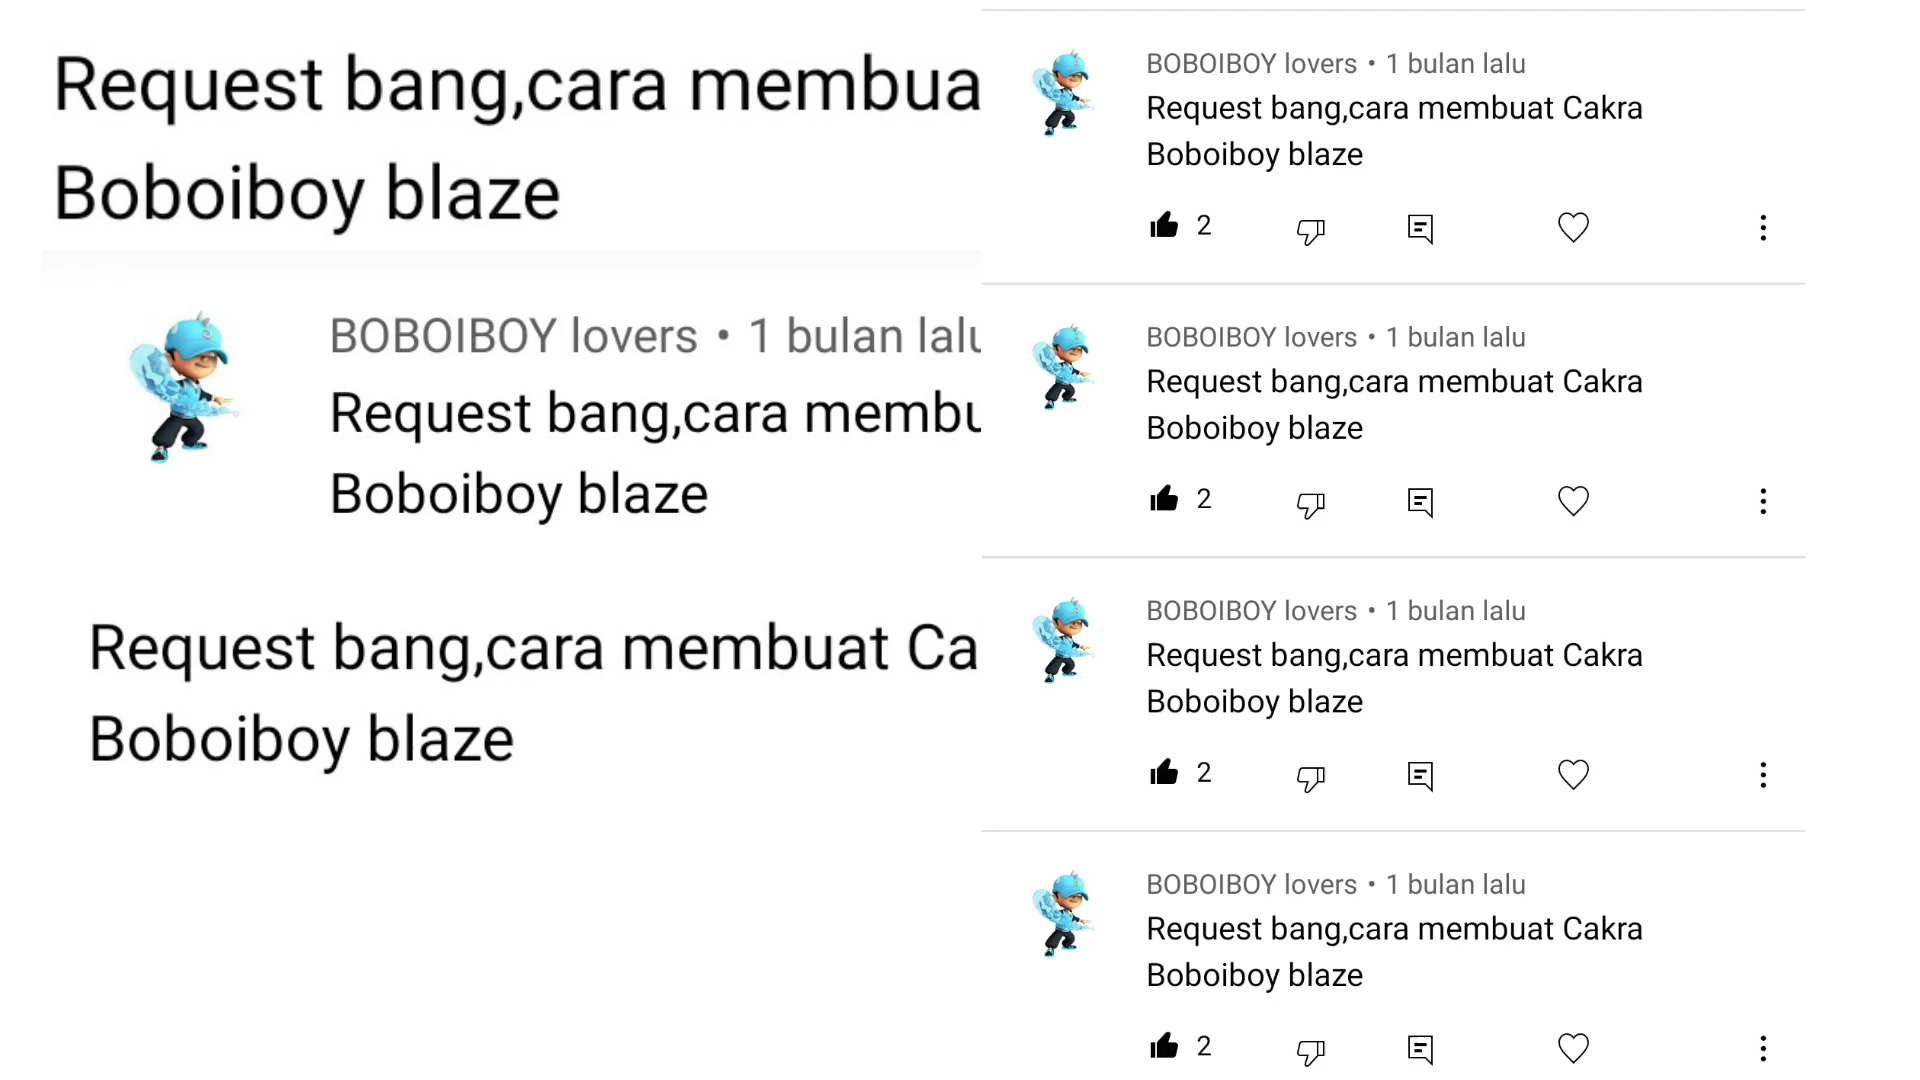 Request bang,cara membua
Boboiboy blaze
BOBOIBOY lovers • 1 bulan lalu
Request bang,cara membu
Boboiboy blaze
Request bang,cara membuat Ca
Boboiboy blaze
BOBOIBOY lovers • 1 bulan lalu
Request bang,cara membuat Cakra
Boboiboy blaze
2
BOBOIBOY lovers • 1 bulan lalu
Request bang,cara membuat Cakra
Boboiboy blaze
2
BOBOIBOY lovers • 1 bulan lalu
Request bang,cara membuat Cakra
Boboiboy blaze
2
BOBOIBOY lovers • 1 bulan lalu
Request bang,cara membuat Cakra
Boboiboy blaze
2